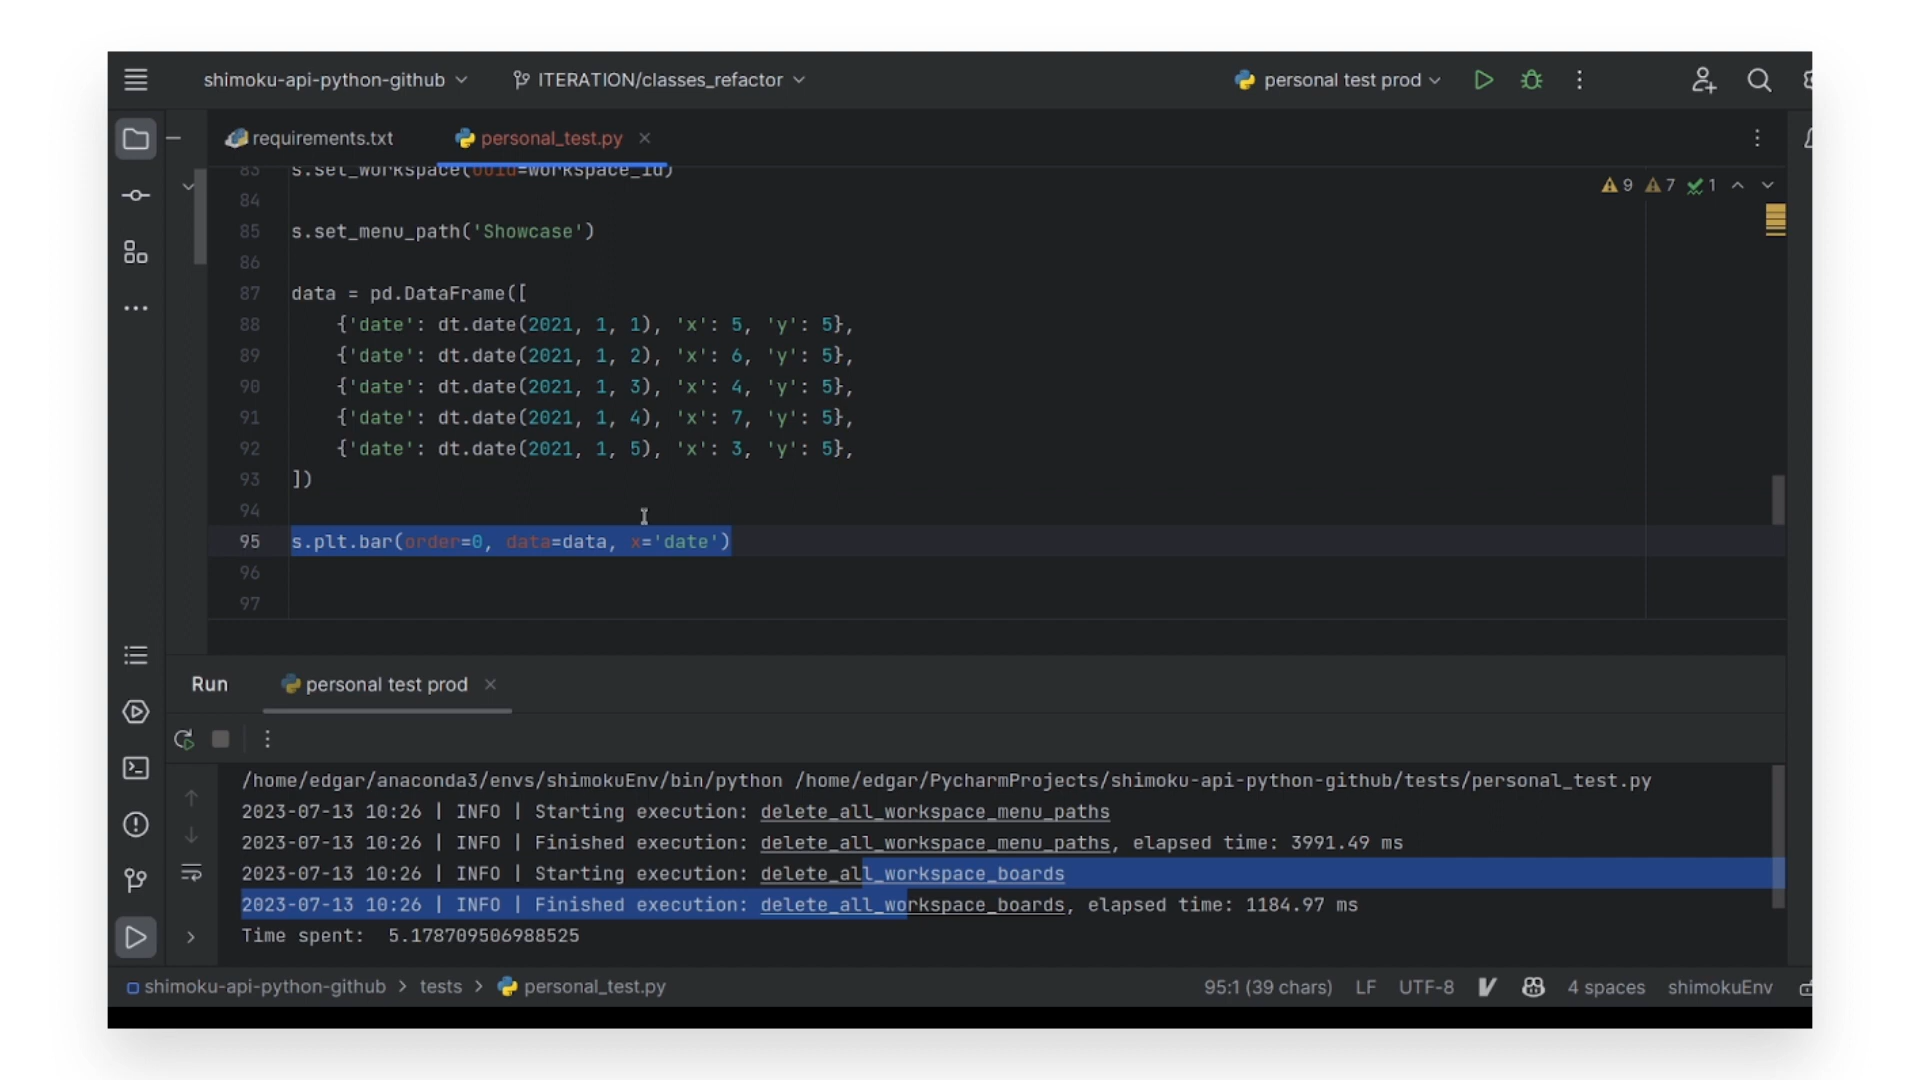 shimoku-api-python-github
ITERATION/classes_refactor
personal test prod
requirements.txt
personal_test.py
9 7 1
83 s.set_workspace(uuid=workspace_id)
84
85 s.set_menu_path('Showcase')
86
87 data = pd.DataFrame([
88 {'date': dt.date(2021, 1, 1), 'x': 5, 'y': 5},
89 {'date': dt.date(2021, 1, 2), 'x': 6, 'y': 5},
90 {'date': dt.date(2021, 1, 3), 'x': 4, 'y': 5},
91 {'date': dt.date(2021, 1, 4), 'x': 7, 'y': 5},
92 {'date': dt.date(2021, 1, 5), 'x': 3, 'y': 5},
93 ])
94
95 s.plt.bar(order=0, data=data, x='date')
96
97
Run
personal test prod
/home/edgar/anaconda3/envs/shimokuEnv/bin/python /home/edgar/PycharmProjects/shimoku-api-python-github/tests/personal_test.py
2023-07-13 10:26 | INFO | Starting execution: delete_all_workspace_menu_paths
2023-07-13 10:26 | INFO | Finished execution: delete_all_workspace_menu_paths, elapsed time: 3991.49 ms
2023-07-13 10:26 | INFO | Starting execution: delete_all_workspace_boards
2023-07-13 10:26 | INFO | Finished execution: delete_all_workspace_boards, elapsed time: 1184.97 ms
Time spent:  5.178709506988525
shimoku-api-python-github > tests > personal_test.py
95:1 (39 chars) LF UTF-8 4 spaces shimokuEnv